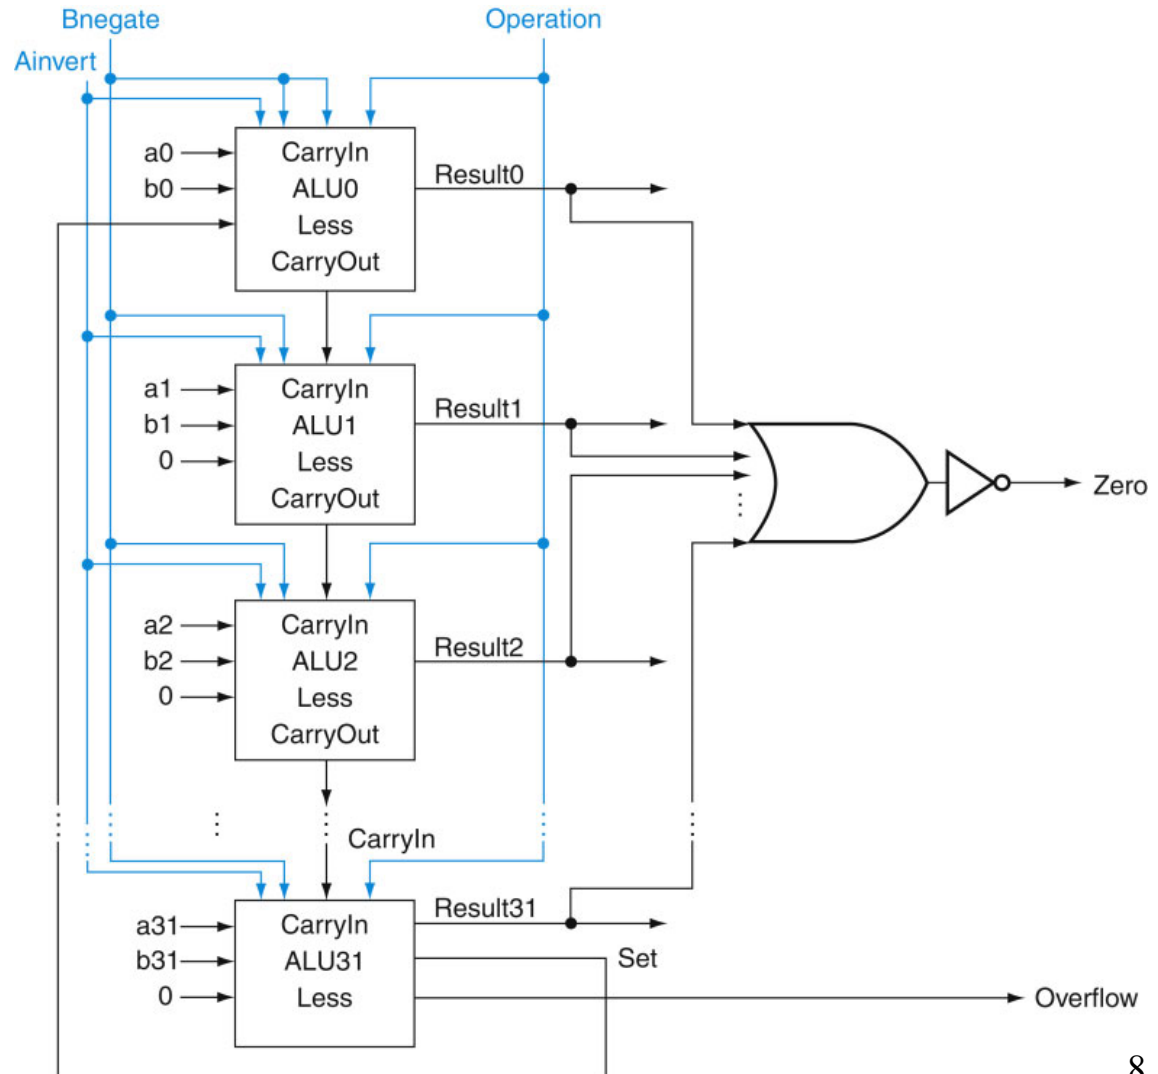 Bnegate
Operation
Ainvert
a0
CarryIn
b0
ALU0
Less
CarryOut
Result0
a1
CarryIn
b1
ALU1
0
Less
CarryOut
Result1
Zero
a2
CarryIn
b2
ALU2
0
Less
CarryOut
Result2
CarryIn
a31
CarryIn
b31
ALU31
0
Less
Result31
Set
Overflow
8